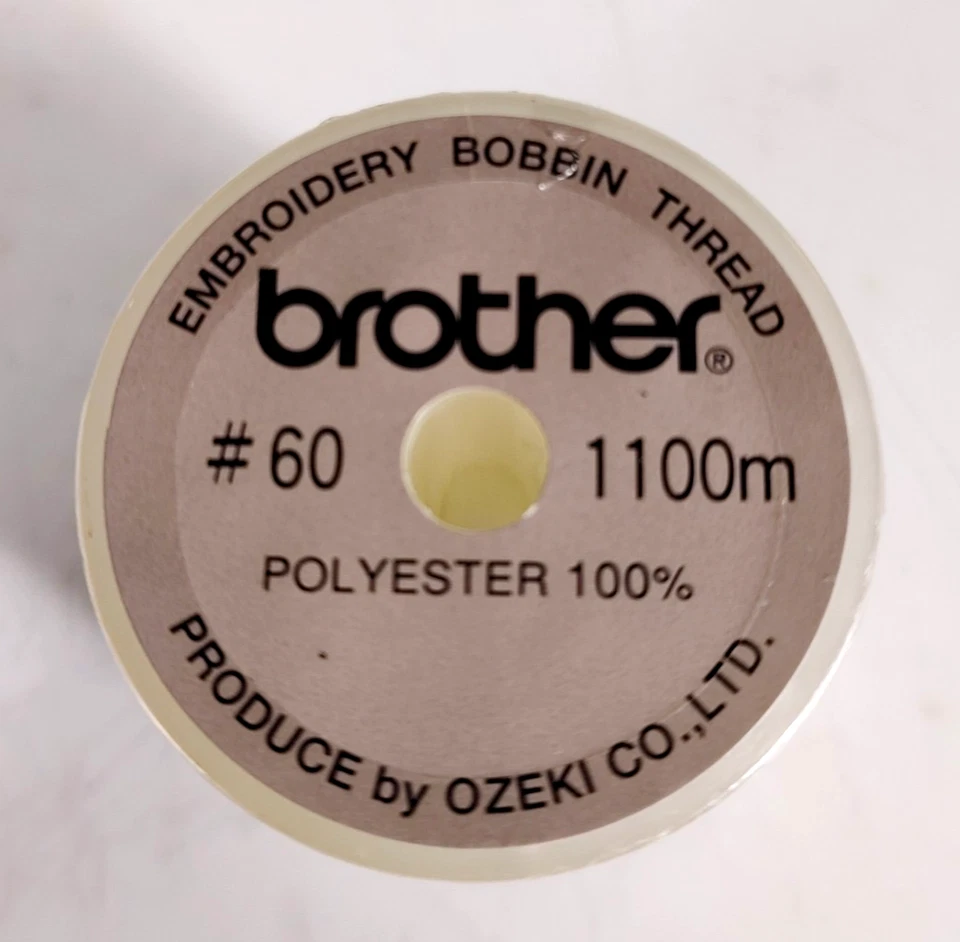 EMBROIDERY BOBBIN THREAD
brother®
# 60 1100m
POLYESTER 100%
PRODUCE by OZEKI CO.,LTD.